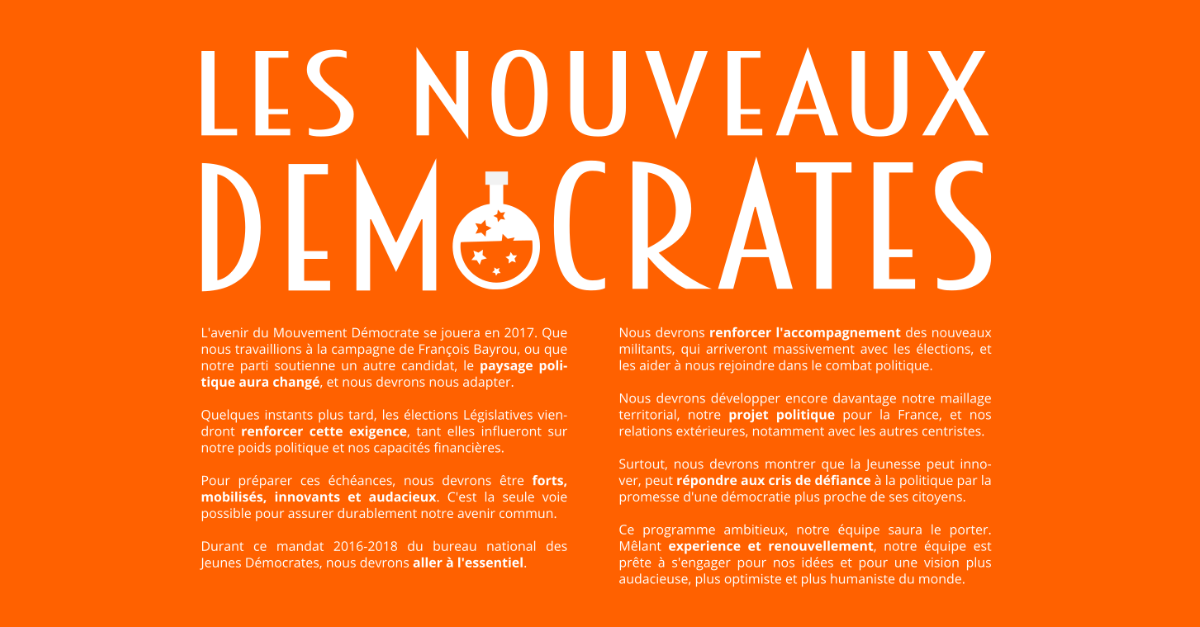 LES NOUVEAUX
DEMOCRATES
L'avenir du Mouvement Démocrate se jouera en 2017. Que
nous travaillions à la campagne de François Bayrou, ou que
notre parti soutienne un autre candidat, le paysage poli-
tique aura changé, et nous devrons nous adapter.
Quelques instants plus tard, les élections Législatives vien-
dront renforcer cette exigence, tant elles influeront sur
notre poids politique et nos capacités financières.
Pour préparer ces échéances, nous devrons être forts,
mobilisés, innovants et audacieux. C'est la seule voie
possible pour assurer durablement notre avenir commun.
Durant ce mandat 2016-2018 du bureau national des
Jeunes Démocrates, nous devrons aller à l'essentiel.
Nous devrons renforcer l'accompagnement des nouveaux
militants, qui arriveront massivement avec les élections, et
les aider à nous rejoindre dans le combat politique.
Nous devrons développer encore davantage notre maillage
territorial, notre projet politique pour la France, et nos
relations extérieures, notamment avec les autres centristes.
Surtout, nous devrons montrer que la Jeunesse peut inno-
ver, peut répondre aux cris de défiance à la politique par la
promesse d'une démocratie plus proche de ses citoyens.
Ce programme ambitieux, notre équipe saura le porter.
Mêlant experience et renouvellement, notre équipe est
prête à s'engager pour nos idées et pour une vision plus
audacieuse, plus optimiste et plus humaniste du monde.